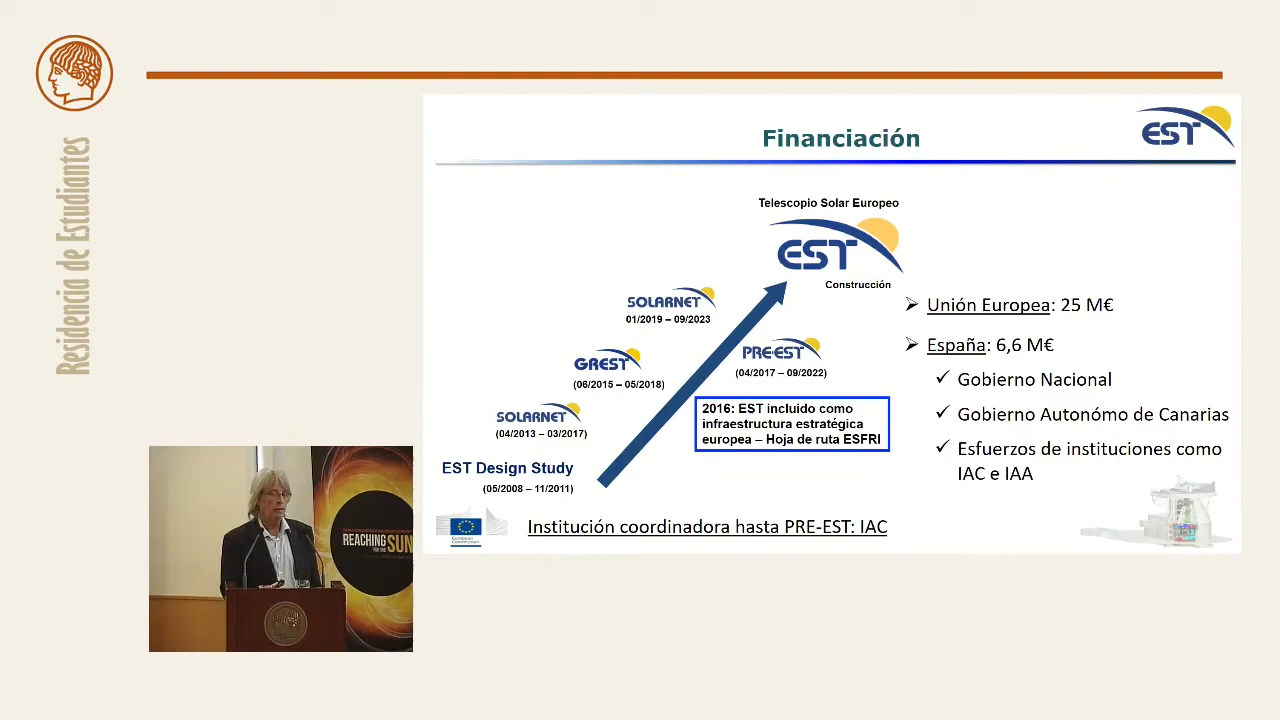 Residencia de Estudiantes
Financiación
EST
Telescopio Solar Europeo
EST
Construcción
SOLARNET
01/2019 – 09/2023
GREST
(06/2015 – 05/2018)
PRE-EST
(04/2017 – 09/2022)
SOLARNET
(04/2013 – 03/2017)
2016: EST incluido como
infraestructura estratégica
europea – Hoja de ruta ESFRI
EST Design Study
(05/2008 – 11/2011)
Unión Europea: 25 M€
España: 6,6 M€
Gobierno Nacional
Gobierno Autonómo de Canarias
Esfuerzos de instituciones como
IAC e IAA
European
Commission
Institución coordinadora hasta PRE-EST: IAC
REACHING
FOR THE SUN